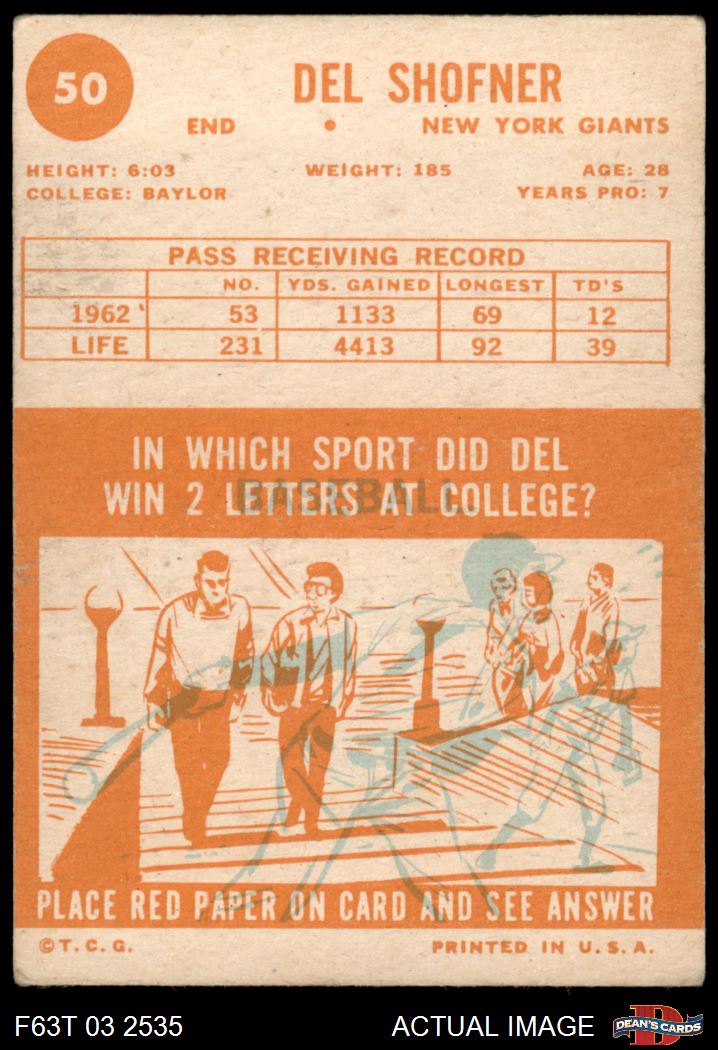 50
DEL SHOFNER
END • NEW YORK GIANTS
HEIGHT: 6:03 WEIGHT: 185 AGE: 28
COLLEGE: BAYLOR YEARS PRO: 7
PASS RECEIVING RECORD
NO. YDS. GAINED LONGEST TD'S
1962 53 1133 69 12
LIFE 231 4413 92 39
IN WHICH SPORT DID DEL
WIN 2 LETTERS AT COLLEGE?
BASEBALL.
PLACE RED PAPER ON CARD AND SEE ANSWER
©T.C.G. PRINTED IN U.S.A.
F63T 03 2535 ACTUAL IMAGE DEAN'S CARDS